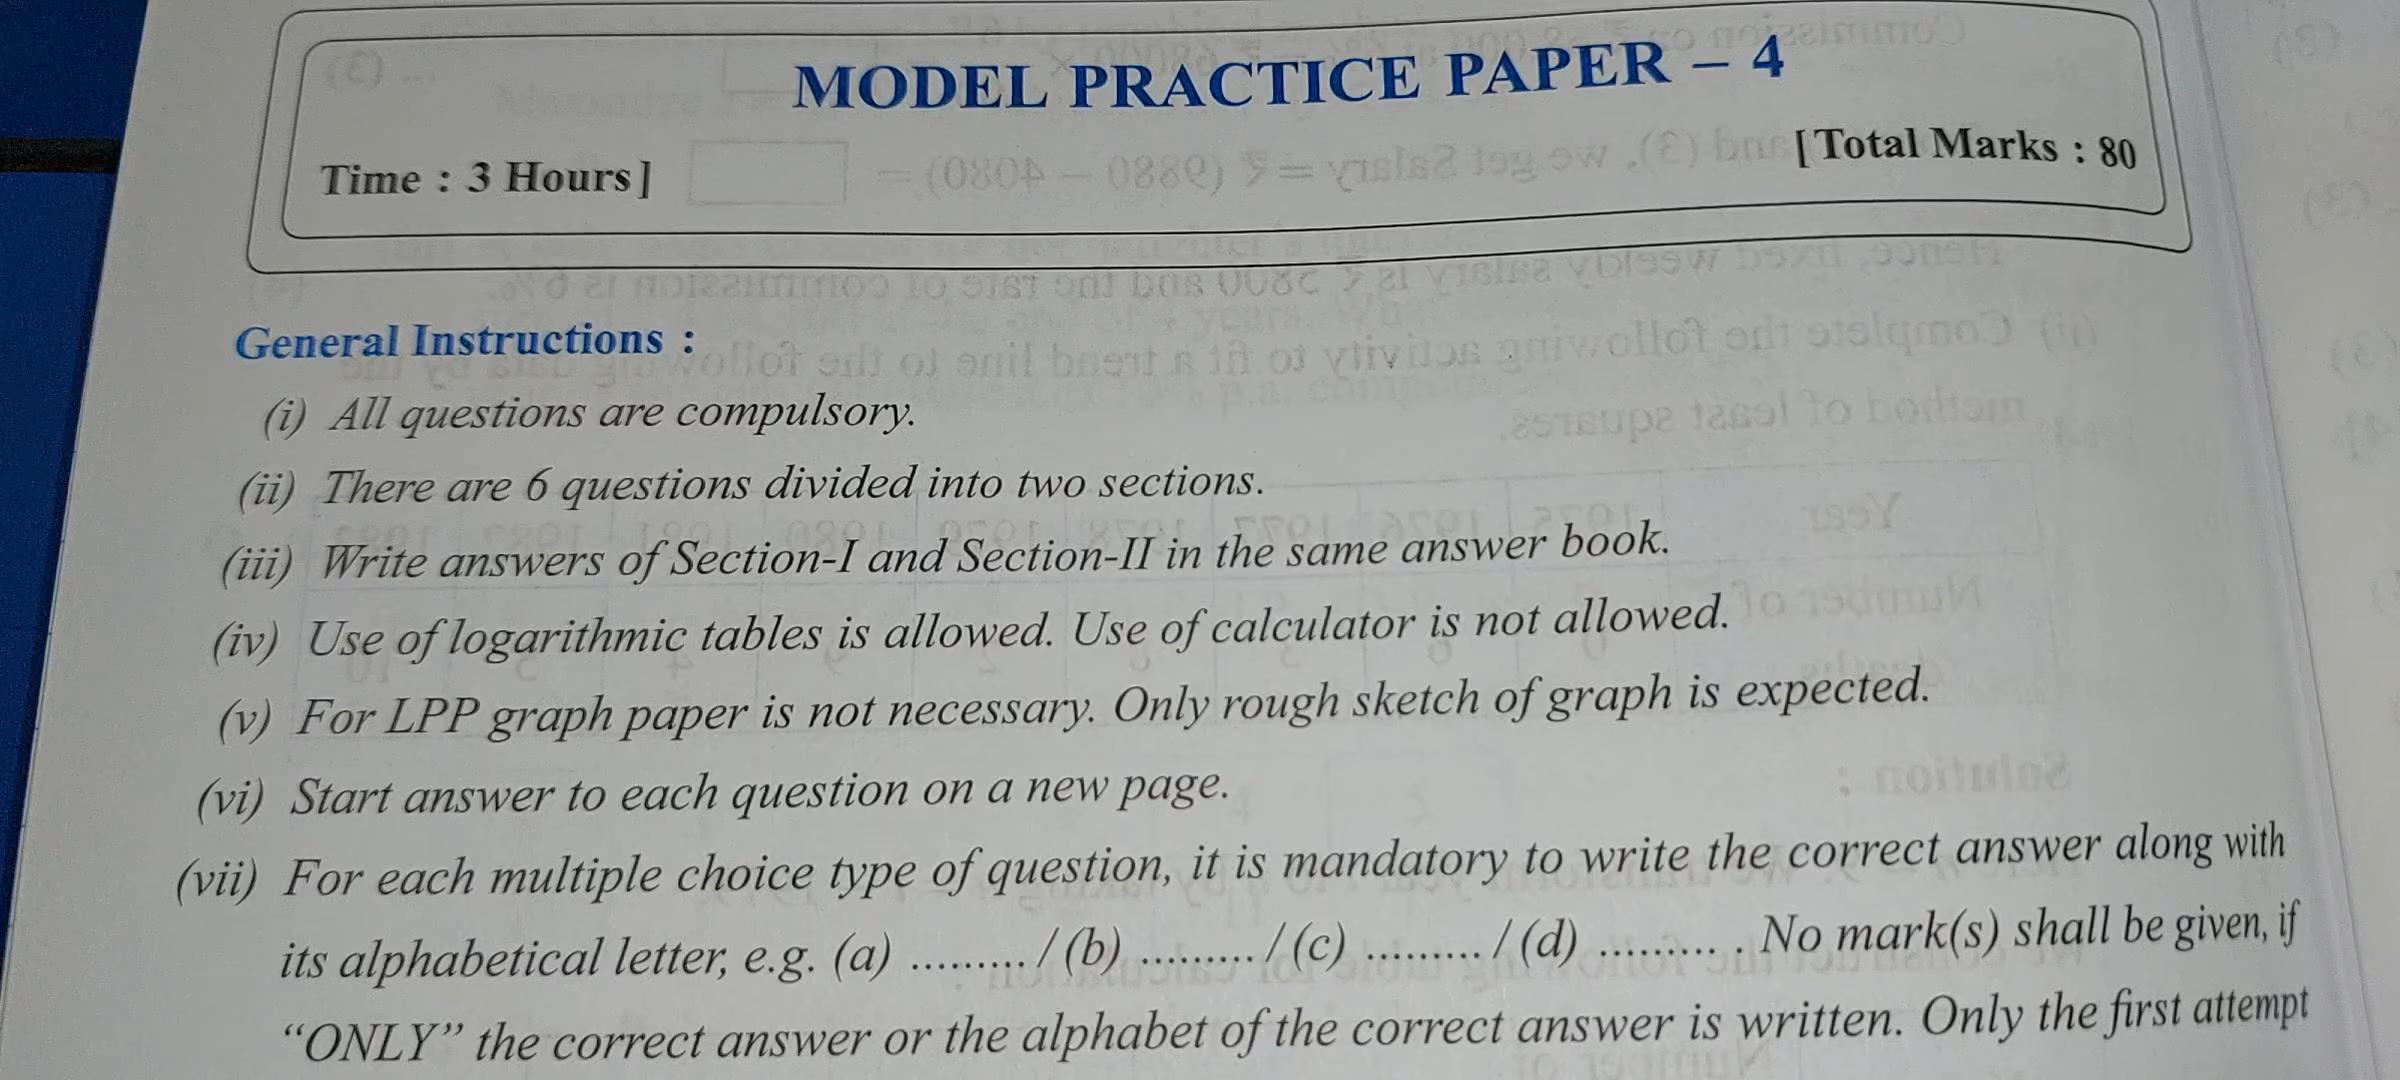 MODEL PRACTICE PAPER – 4
Time : 3 Hours] [Total Marks : 80
General Instructions :
(i) All questions are compulsory.
(ii) There are 6 questions divided into two sections.
(iii) Write answers of Section-I and Section-II in the same answer book.
(iv) Use of logarithmic tables is allowed. Use of calculator is not allowed.
(v) For LPP graph paper is not necessary. Only rough sketch of graph is expected.
(vi) Start answer to each question on a new page.
(vii) For each multiple choice type of question, it is mandatory to write the correct answer along with
its alphabetical letter, e.g. (a) ......... / (b) ......... / (c) ......... / (d) ......... . No mark(s) shall be given, if
“ONLY” the correct answer or the alphabet of the correct answer is written. Only the first attempt